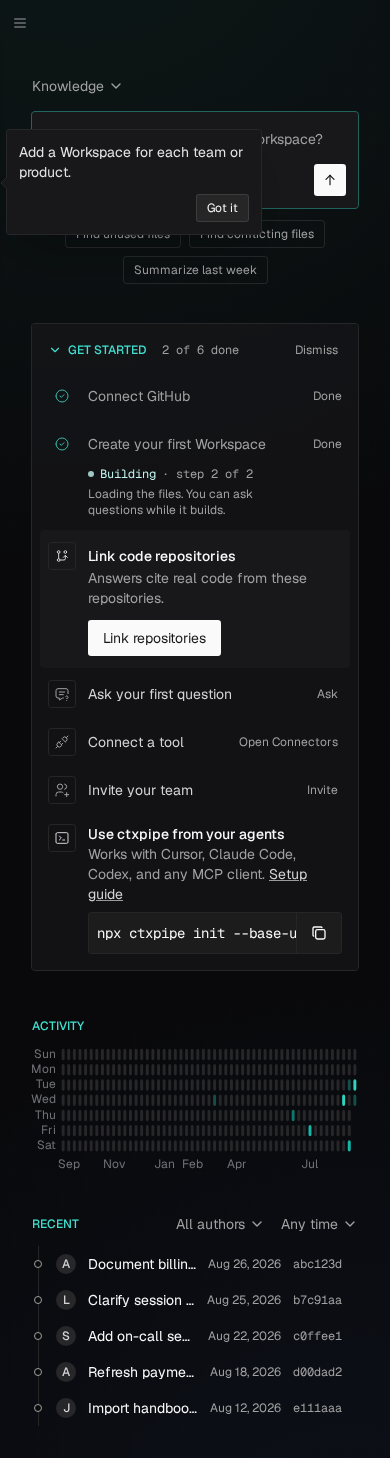 Knowledge
orkspace?
Add a Workspace for each team or
product.
Got it
Find unused files
Find conflicting files
Summarize last week
GET STARTED 2 of 6 done Dismiss
Connect GitHub Done
Create your first Workspace Done
Building · step 2 of 2
Loading the files. You can ask
questions while it builds.
Link code repositories
Answers cite real code from these
repositories.
Link repositories
Ask your first question Ask
Connect a tool Open Connectors
Invite your team Invite
Use ctxpipe from your agents
Works with Cursor, Claude Code,
Codex, and any MCP client. Setup
guide
npx ctxpipe init --base-u
ACTIVITY
Sun
Mon
Tue
Wed
Thu
Fri
Sat
Sep Nov Jan Feb Apr Jul
RECENT All authors Any time
A Document billin... Aug 26, 2026 abc123d
L Clarify session ... Aug 25, 2026 b7c91aa
S Add on-call se... Aug 22, 2026 c0ffee1
A Refresh payme... Aug 18, 2026 d00dad2
J Import handboo... Aug 12, 2026 e111aaa